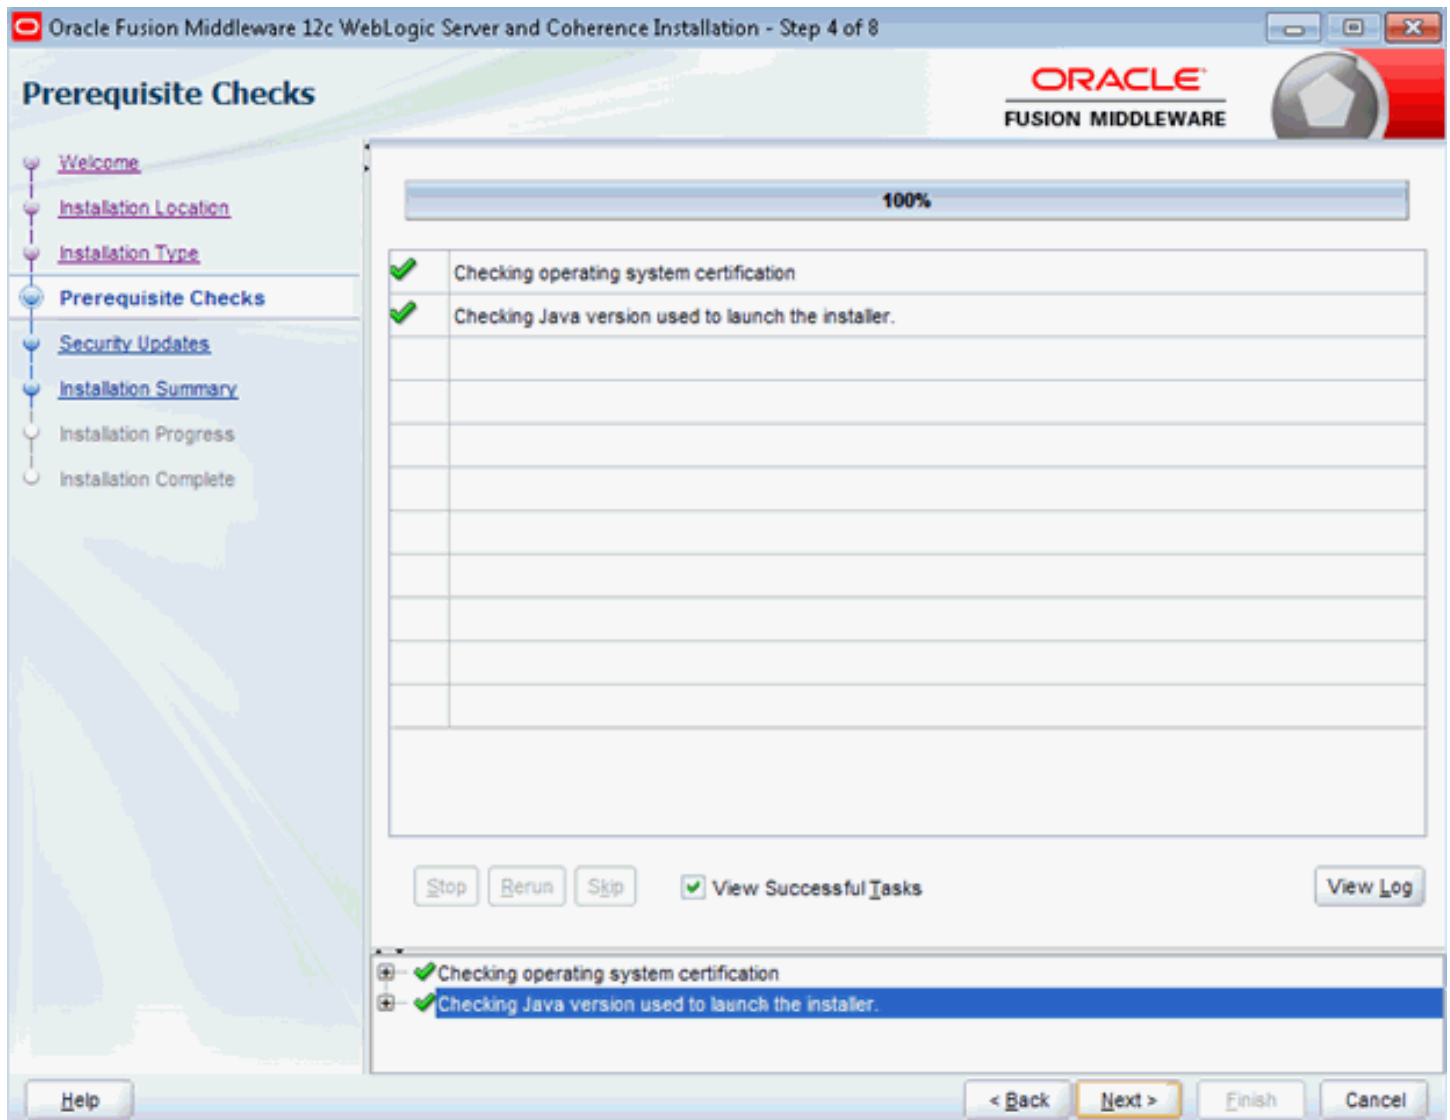 Oracle Fusion Middleware 12c WebLogic Server and Coherence Installation - Step 4 of 8
Prerequisite Checks
ORACLE
FUSION MIDDLEWARE
Welcome
Installation Location
Installation Type
Prerequisite Checks
Security Updates
Installation Summary
Installation Progress
Installation Complete
100%
Checking operating system certification
Checking Java version used to launch the installer.
Stop Rerun Skip View Successful Tasks View Log
Checking operating system certification
Checking Java version used to launch the installer.
Help < Back Next > Finish Cancel